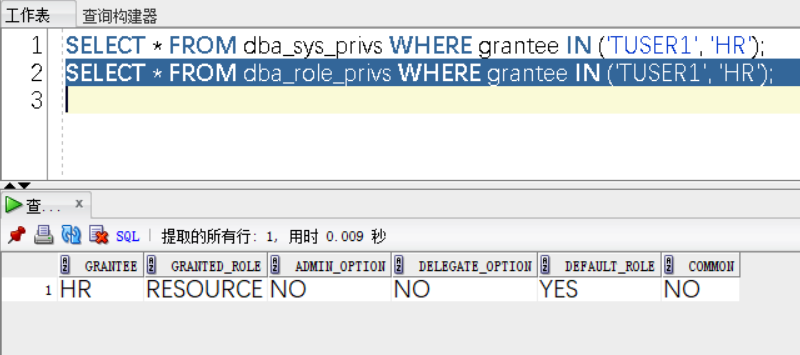 工作表 查询构建器
1 SELECT * FROM dba_sys_privs WHERE grantee IN ('TUSER1', 'HR');
2 SELECT * FROM dba_role_privs WHERE grantee IN ('TUSER1', 'HR');
3
查... x
SQL | 提取的所有行: 1, 用时 0.009 秒
GRANTEE GRANTED_ROLE ADMIN_OPTION DELEGATE_OPTION DEFAULT_ROLE COMMON
1 HR RESOURCE NO NO YES NO